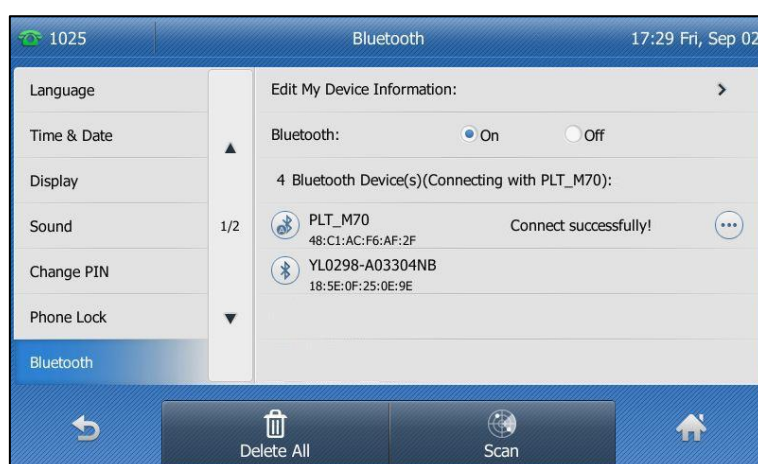 1025 Bluetooth 17:29 Fri, Sep 02
Language
Time & Date
Display
Sound
Change PIN
Phone Lock
Bluetooth
1/2
Edit My Device Information:
Bluetooth: On Off
4 Bluetooth Device(s)(Connecting with PLT_M70):
PLT_M70 Connect successfully!
48:C1:AC:F6:AF:2F
YL0298-A03304NB
18:5E:0F:25:0E:9E
Delete All
Scan